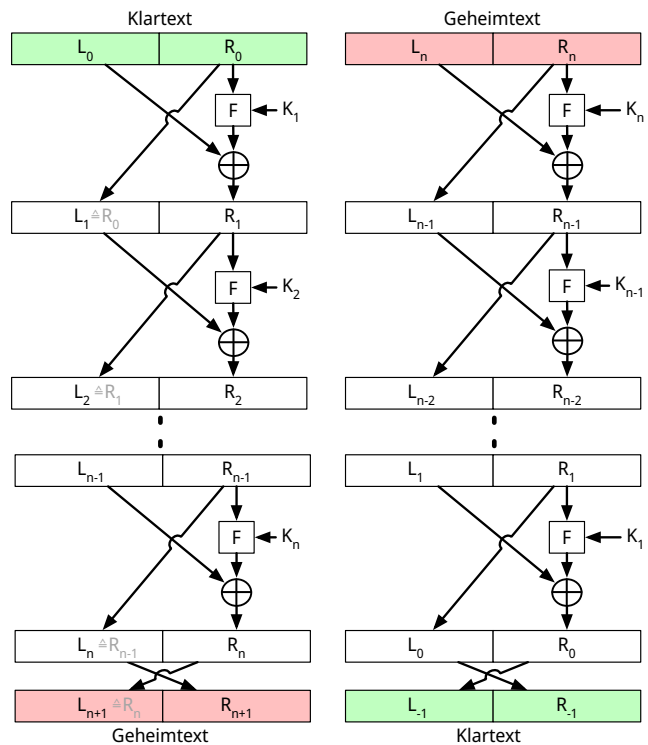 Klartext
L0 R0
F K1
L1 ≙R0 R1
F K2
L2 ≙R1 R2
Ln-1 Rn-1
F Kn
Ln ≙Rn-1 Rn
Ln+1 ≙Rn Rn+1
Geheimtext
Geheimtext
Ln Rn
F Kn
Ln-1 Rn-1
F Kn-1
Ln-2 Rn-2
L1 R1
F K1
L0 R0
L-1 R-1
Klartext